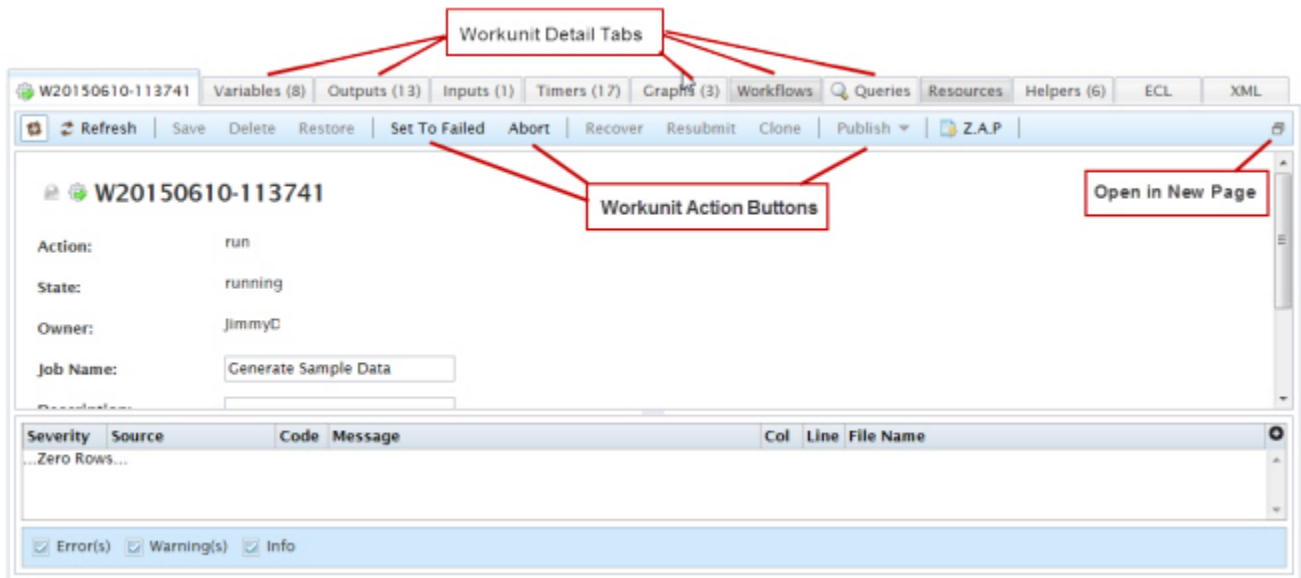 Workunit Detail Tabs
W20150610-113741 Variables (8) Outputs (13) Inputs (1) Timers (17) Graphs (3) Workflows Queries Resources Helpers (6) ECL XML
Refresh Save Delete Restore Set To Failed Abort Recover Resubmit Clone Publish Z.A.P
W20150610-113741
Workunit Action Buttons
Open in New Page
Action: run
State: running
Owner: JimmyD
Job Name: Generate Sample Data
Severity Source Code Message Col Line File Name
...Zero Rows...
Error(s) Warning(s) Info